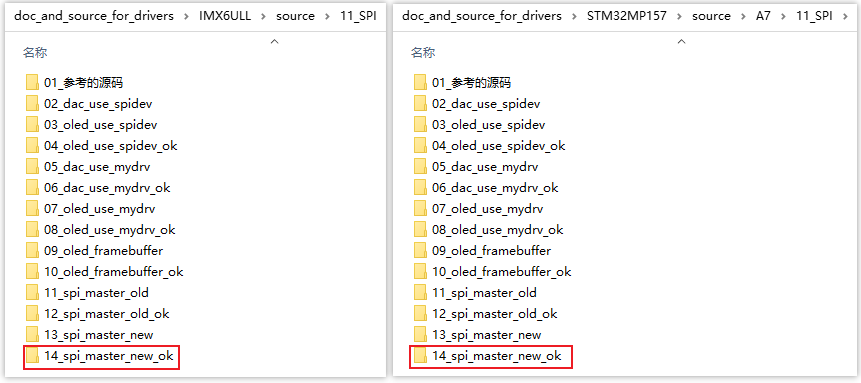 doc_and_source_for_drivers > IMX6ULL > source > 11_SPI
名称
01_参考的源码
02_dac_use_spidev
03_oled_use_spidev
04_oled_use_spidev_ok
05_dac_use_mydrv
06_dac_use_mydrv_ok
07_oled_use_mydrv
08_oled_use_mydrv_ok
09_oled_framebuffer
10_oled_framebuffer_ok
11_spi_master_old
12_spi_master_old_ok
13_spi_master_new
14_spi_master_new_ok
doc_and_source_for_drivers > STM32MP157 > source > A7 > 11_SPI >
名称
01_参考的源码
02_dac_use_spidev
03_oled_use_spidev
04_oled_use_spidev_ok
05_dac_use_mydrv
06_dac_use_mydrv_ok
07_oled_use_mydrv
08_oled_use_mydrv_ok
09_oled_framebuffer
10_oled_framebuffer_ok
11_spi_master_old
12_spi_master_old_ok
13_spi_master_new
14_spi_master_new_ok